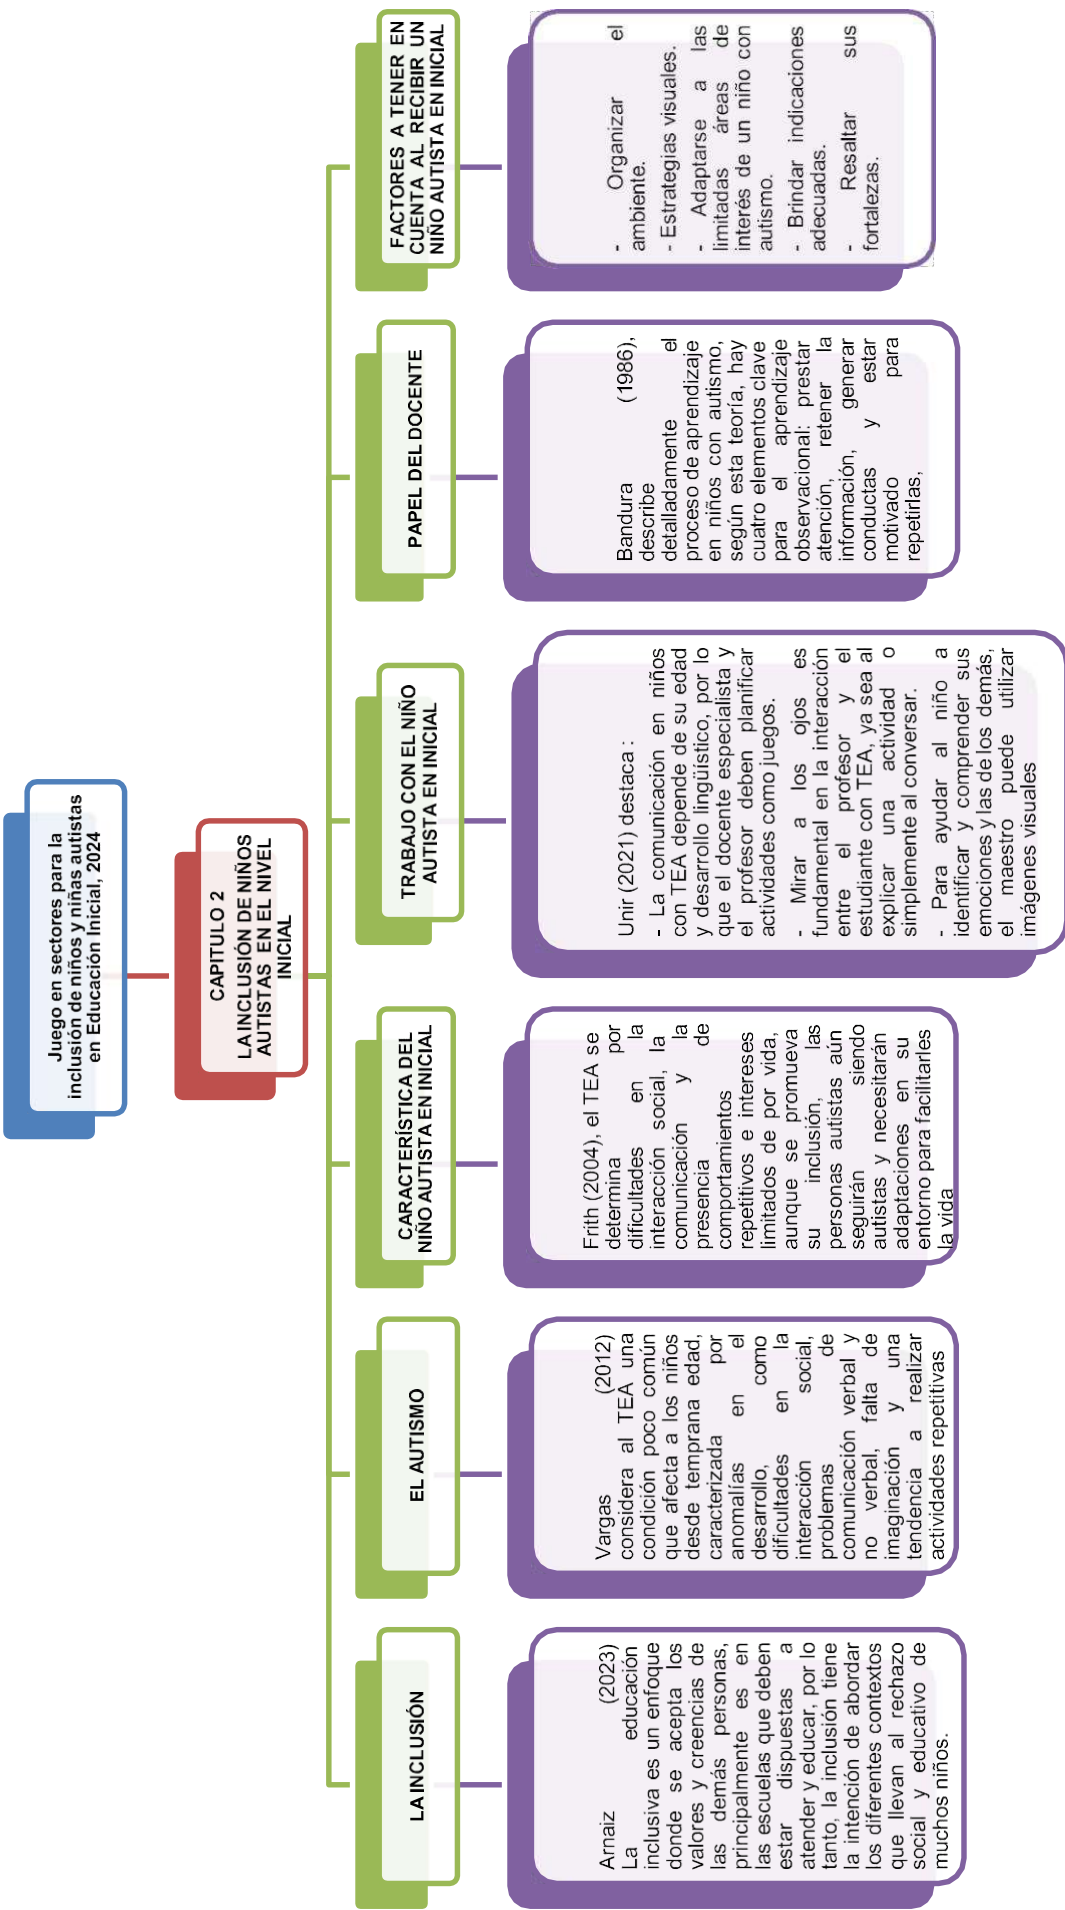 Juego en sectores para la
inclusión de niños y niñas autistas
en Educación Inicial, 2024
CAPITULO 2
LA INCLUSIÓN DE NIÑOS
AUTISTAS EN EL NIVEL
INICIAL
LA INCLUSIÓN
Arnaiz (2023)
La educación
inclusiva es un enfoque
donde se acepta los
valores y creencias de
las demás personas,
principalmente es en
las escuelas que deben
estar dispuestas a
atender y educar, por lo
tanto, la inclusión tiene
la intención de abordar
los diferentes contextos
que llevan al rechazo
social y educativo de
muchos niños.
EL AUTISMO
Vargas (2012)
considera al TEA una
condición poco común
que afecta a los niños
desde temprana edad,
caracterizada por
anomalías en el
desarrollo, como
dificultades en la
interacción social,
problemas de
comunicación verbal y
no verbal, falta de
imaginación y una
tendencia a realizar
actividades repetitivas
CARACTERÍSTICA DEL
NIÑO AUTISTA EN INICIAL
Frith (2004), el TEA se
determina por
dificultades en la
interacción social, la
comunicación y la
presencia de
comportamientos
repetitivos e intereses
limitados de por vida,
aunque se promueva
su inclusión, las
personas autistas aún
seguirán siendo
autistas y necesitarán
adaptaciones en su
entorno para facilitarles
la vida
TRABAJO CON EL NIÑO
AUTISTA EN INICIAL
Unir (2021) destaca :
- La comunicación en niños
con TEA depende de su edad
y desarrollo lingüístico, por lo
que el docente especialista y
el profesor deben planificar
actividades como juegos.
- Mirar a los ojos es
fundamental en la interacción
entre el profesor y el
estudiante con TEA, ya sea al
explicar una actividad o
simplemente al conversar.
- Para ayudar al niño a
identificar y comprender sus
emociones y las de los demás,
el maestro puede utilizar
imágenes visuales
PAPEL DEL DOCENTE
Bandura (1986),
describe
detalladamente el
proceso de aprendizaje
en niños con autismo,
según esta teoría, hay
cuatro elementos clave
para el aprendizaje
observacional: prestar
atención, retener la
información, generar
conductas y estar
motivado para
repetirlas,
FACTORES A TENER EN
CUENTA AL RECIBIR UN
NIÑO AUTISTA EN INICIAL
- Organizar el
ambiente.
- Estrategias visuales.
- Adaptarse a las
limitadas áreas de
interés de un niño con
autismo.
- Brindar indicaciones
adecuadas.
- Resaltar sus
fortalezas.